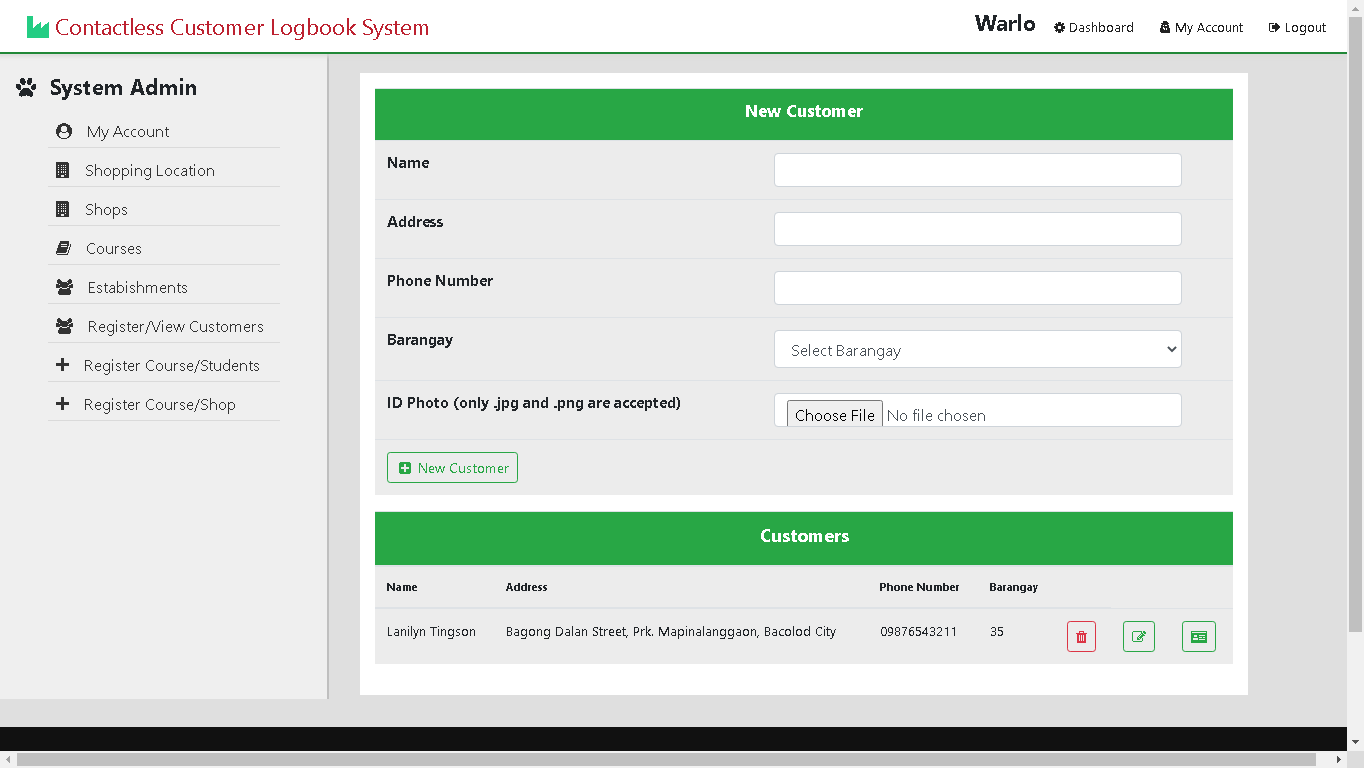 Contactless Customer Logbook System
Warlo Dashboard My Account Logout
System Admin
My Account
Shopping Location
Shops
Courses
Estabishments
Register/View Customers
Register Course/Students
Register Course/Shop
New Customer
Name
Address
Phone Number
Barangay Select Barangay
ID Photo (only .jpg and .png are accepted) Choose File No file chosen
New Customer
Customers
Name Address Phone Number Barangay
Lanilyn Tingson Bagong Dalan Street, Prk. Mapinalanggaon, Bacolod City 09876543211 35